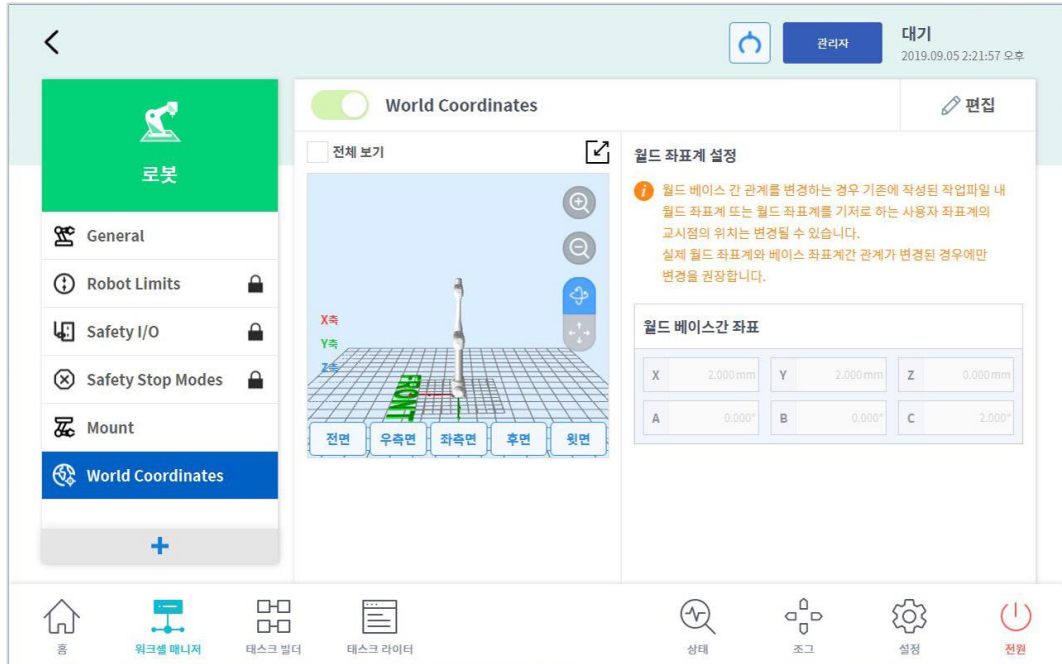 관리자
대기
2019.09.05 2:21:57 오후
로봇
General
Robot Limits
Safety I/O
Safety Stop Modes
Mount
World Coordinates
World Coordinates
편집
전체 보기
X축
Y축
Z축
FRONT
전면
우측면
좌측면
후면
윗면
월드 좌표계 설정
월드 베이스 간 관계를 변경하는 경우 기존에 작성된 작업파일 내
월드 좌표계 또는 월드 좌표계를 기저로 하는 사용자 좌표계의
교시점의 위치는 변경될 수 있습니다.
실제 월드 좌표계와 베이스 좌표계간 관계가 변경된 경우에만
변경을 권장합니다.
월드 베이스간 좌표
X 2.000 mm Y 2.000 mm Z 0.000 mm
A 0.000° B 0.000° C 2.000°
홈
워크셀 매니저
태스크 빌더
태스크 라이터
상태
조그
설정
전원